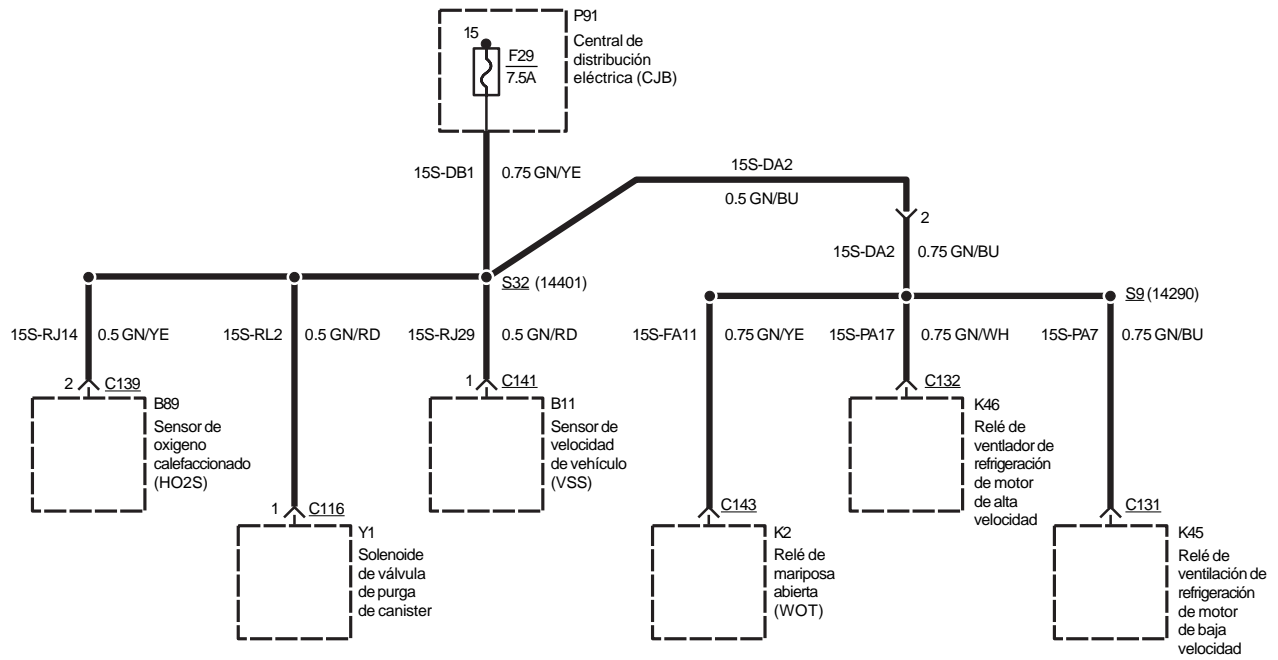 P91
Central de
distribución
eléctrica (CJB)
15
F29
7.5A
15S-DB1
0.75 GN/YE
15S-DA2
0.5 GN/BU
2
15S-DA2
0.75 GN/BU
S32 (14401)
S9 (14290)
15S-RJ14
0.5 GN/YE
15S-RL2
0.5 GN/RD
15S-RJ29
0.5 GN/RD
15S-FA11
0.75 GN/YE
15S-PA17
0.75 GN/WH
15S-PA7
0.75 GN/BU
2
C139
B89
Sensor de
oxigeno
calefaccionado
(HO2S)
1
C116
Y1
Solenoide
de válvula
de purga
de canister
1
C141
B11
Sensor de
velocidad
de vehículo
(VSS)
C143
K2
Relé de
mariposa
abierta
(WOT)
C132
K46
Relé de
ventlador de
refrigeración
de motor
de alta
velocidad
C131
K45
Relé de
ventilación de
refrigeración
de motor
de baja
velocidad